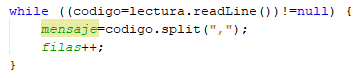 while ((codigo=lectura.readLine())!=null) {
mensaje=codigo.split(",");
filas++;
}